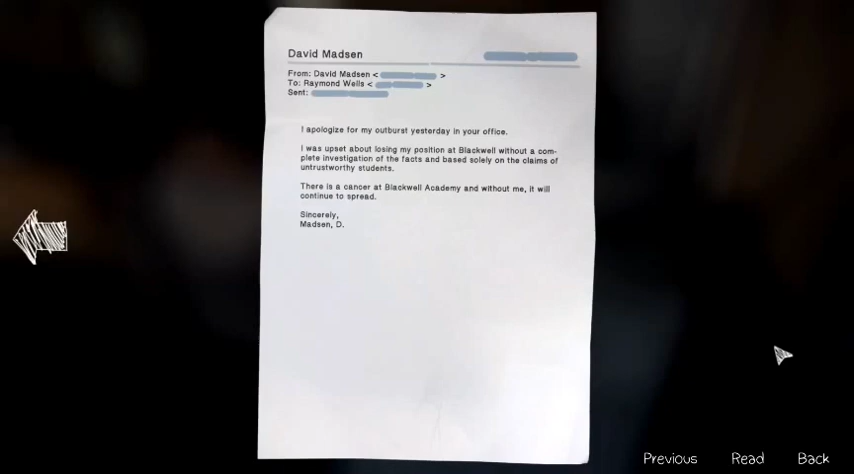 David Madsen
From: David Madsen < >
To: Raymond Wells < >
Sent:
I apologize for my outburst yesterday in your office.
I was upset about losing my position at Blackwell without a com-
plete investigation of the facts and based solely on the claims of
untrustworthy students.
There is a cancer at Blackwell Academy and without me, it will
continue to spread.
Sincerely,
Madsen, D.
Previous Read Back